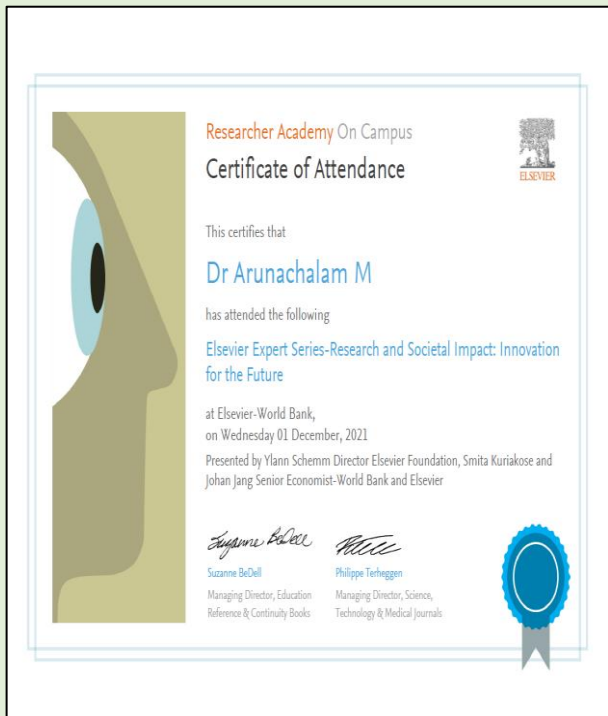 Researcher Academy On Campus
Certificate of Attendance
ELSEVIER
This certifies that
Dr Arunachalam M
has attended the following
Elsevier Expert Series-Research and Societal Impact: Innovation
for the Future
at Elsevier-World Bank,
on Wednesday 01 December, 2021
Presented by Ylann Schemm Director Elsevier Foundation, Smita Kuriakose and
Johan Jang Senior Economist-World Bank and Elsevier
Suzanne BeDell
Suzanne BeDell
Managing Director, Education
Reference & Continuity Books
Philippe Terheggen
Managing Director, Science,
Technology & Medical Journals